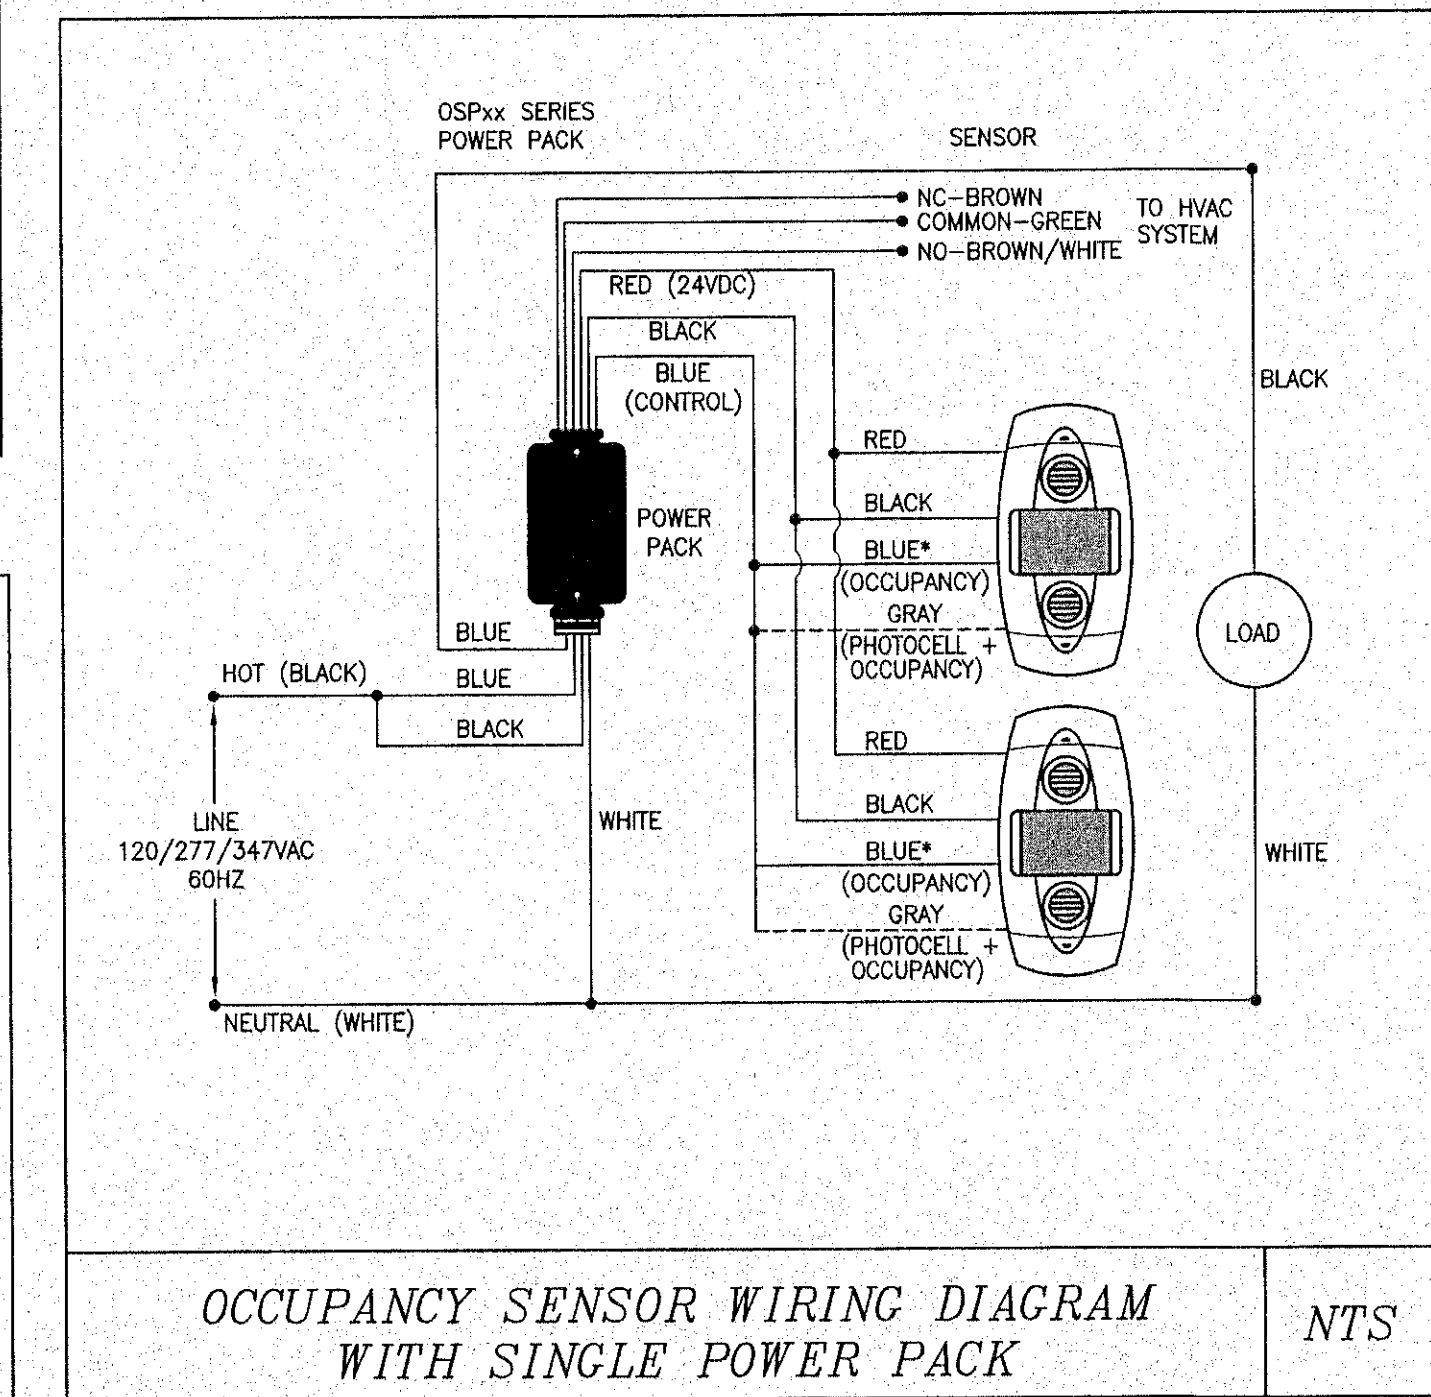 OSPxx SERIES
POWER PACK
SENSOR
NC-BROWN
COMMON-GREEN
NO-BROWN/WHITE
TO HVAC
SYSTEM
RED (24VDC)
BLACK
BLUE
(CONTROL)
BLACK
RED
BLACK
POWER
PACK
BLUE*
(OCCUPANCY)
GRAY
(PHOTOCELL +
OCCUPANCY)
LOAD
BLUE
HOT (BLACK)
BLUE
BLACK
RED
BLACK
LINE
120/277/347VAC
60HZ
WHITE
BLUE*
(OCCUPANCY)
GRAY
(PHOTOCELL +
OCCUPANCY)
WHITE
NEUTRAL (WHITE)
OCCUPANCY SENSOR WIRING DIAGRAM
WITH SINGLE POWER PACK
NTS